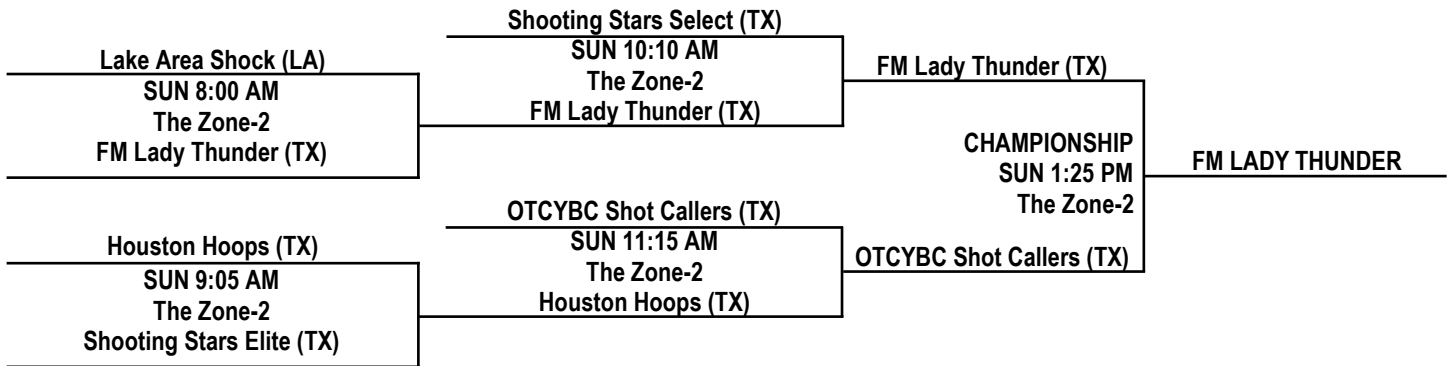 Lake Area Shock (LA)
SUN 8:00 AM
The Zone-2
FM Lady Thunder (TX)
Houston Hoops (TX)
SUN 9:05 AM
The Zone-2
Shooting Stars Elite (TX)
Shooting Stars Select (TX)
SUN 10:10 AM
The Zone-2
FM Lady Thunder (TX)
OTCYBC Shot Callers (TX)
SUN 11:15 AM
The Zone-2
Houston Hoops (TX)
FM Lady Thunder (TX)
CHAMPIONSHIP
SUN 1:25 PM
The Zone-2
OTCYBC Shot Callers (TX)
FM LADY THUNDER